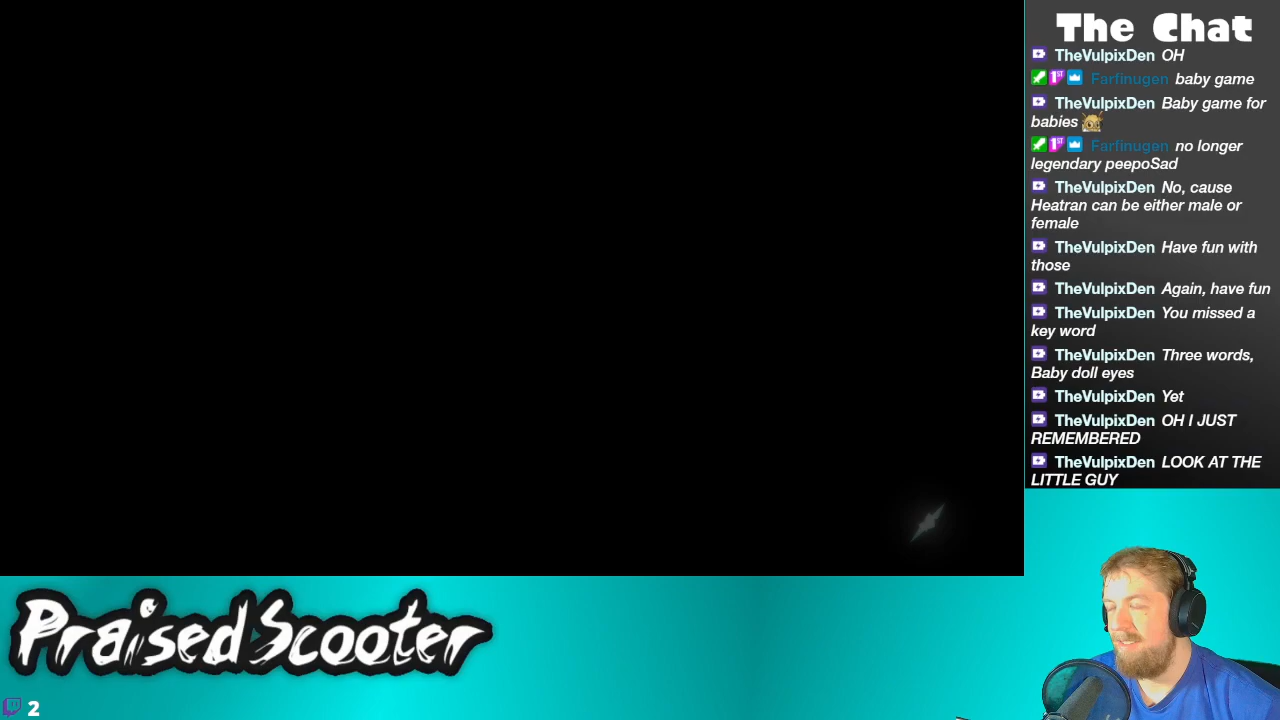 The Chat
TheVulpixDen OH
1ST Farfinugen baby game
TheVulpixDen Baby game for
babies
1ST Farfinugen no longer
legendary peepoSad
TheVulpixDen No, cause
Heatran can be either male or
female
TheVulpixDen Have fun with
those
TheVulpixDen Again, have fun
TheVulpixDen You missed a
key word
TheVulpixDen Three words,
Baby doll eyes
TheVulpixDen Yet
TheVulpixDen OH I JUST
REMEMBERED
TheVulpixDen LOOK AT THE
LITTLE GUY
PraisedScooter
2